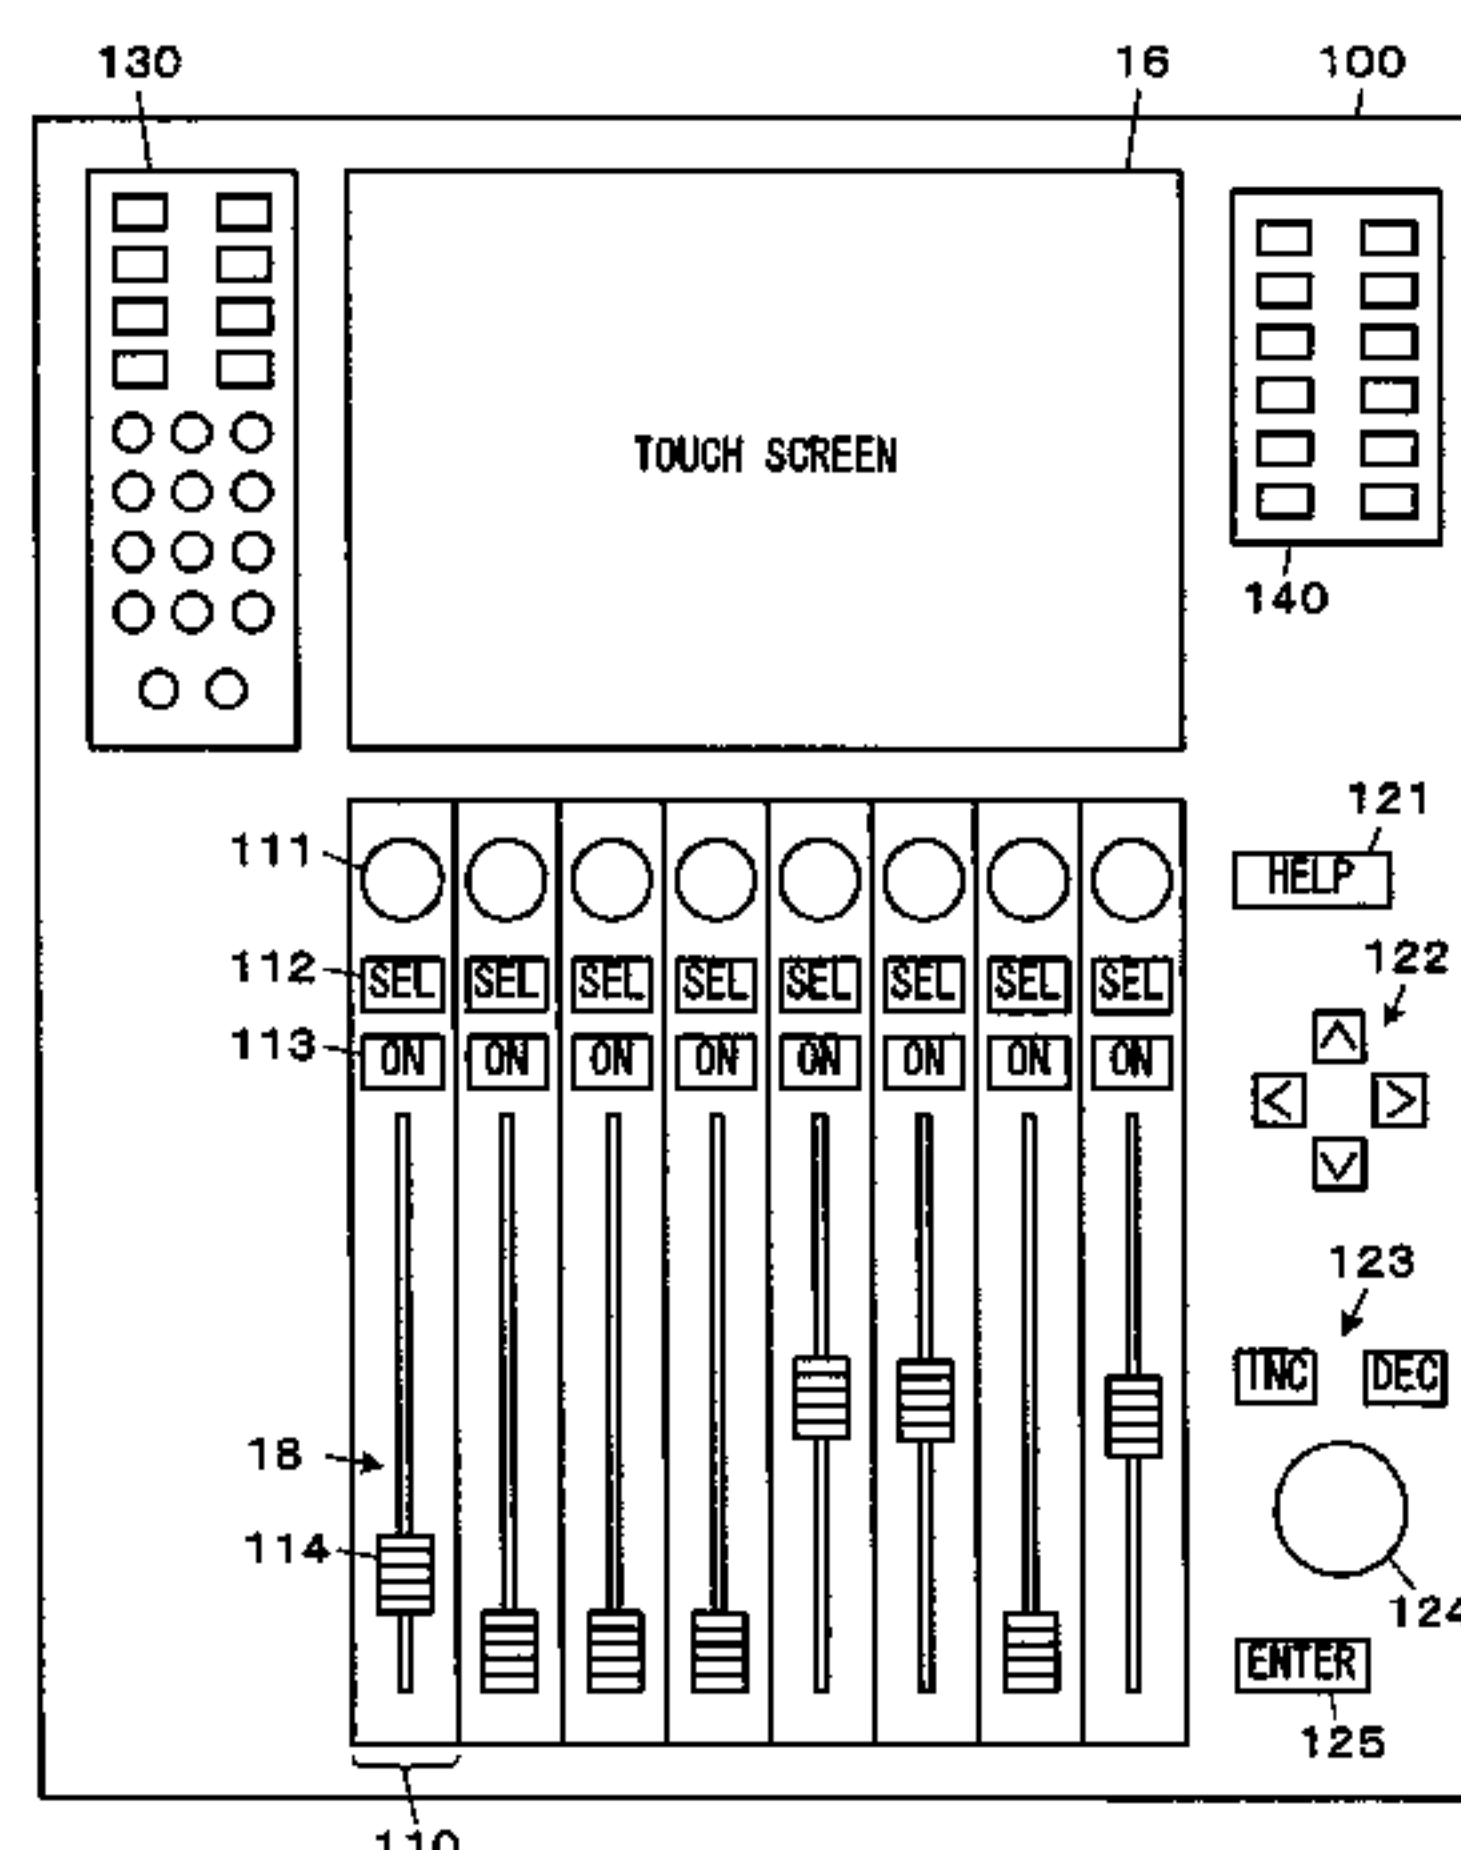 130 16 100
TOUCH SCREEN
140
121
111
HELP
122
112 SEL SEL SEL SEL SEL SEL SEL SEL
113 ON ON ON ON ON ON ON ON
123
INC DEC
18
114
124
ENTER
125
110